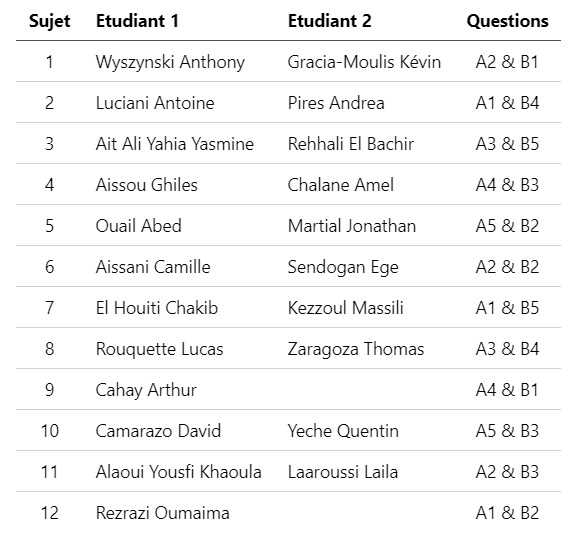 Sujet Etudiant 1 Etudiant 2 Questions
1 Wyszynski Anthony Gracia-Moulis Kévin A2 & B1
2 Luciani Antoine Pires Andrea A1 & B4
3 Ait Ali Yahia Yasmine Rehhali El Bachir A3 & B5
4 Aissou Ghiles Chalane Amel A4 & B3
5 Ouail Abed Martial Jonathan A5 & B2
6 Aissani Camille Sendogan Ege A2 & B2
7 El Houiti Chakib Kezzoul Massili A1 & B5
8 Rouquette Lucas Zaragoza Thomas A3 & B4
9 Cahay Arthur A4 & B1
10 Camarazo David Yeche Quentin A5 & B3
11 Alaoui Yousfi Khaoula Laaroussi Laila A2 & B3
12 Rezrazi Oumaima A1 & B2